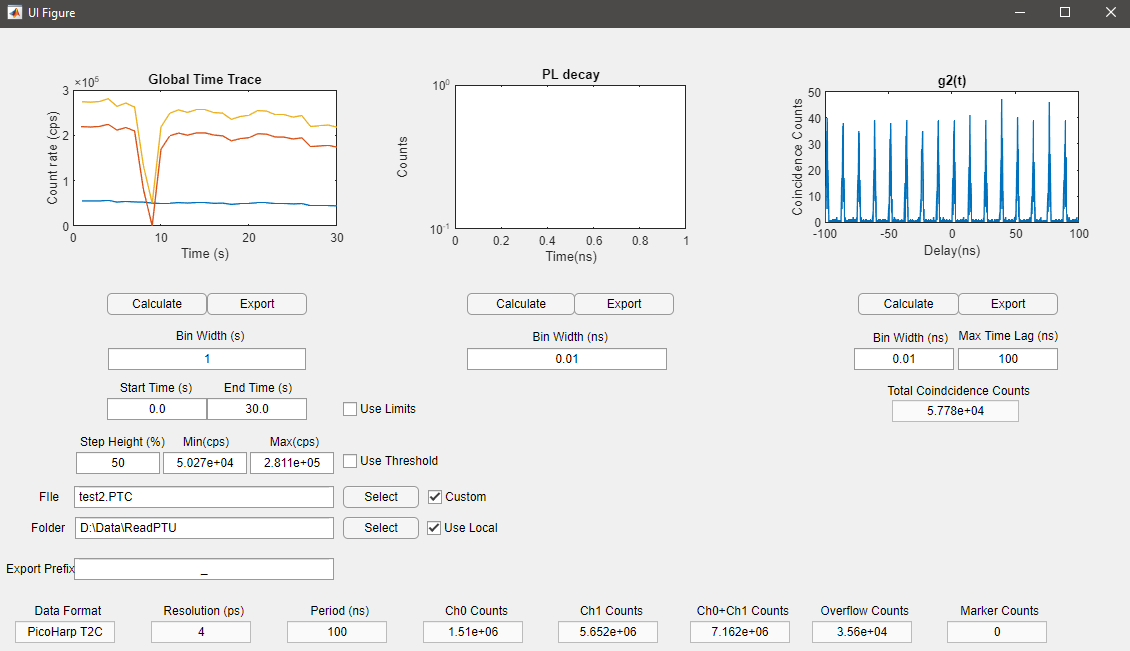 UI Figure
Global Time Trace
PL decay
g2(t)
×10⁵
3
2
1
0
Count rate (cps)
0 10 20 30
Time (s)
10⁰
10⁻¹
Counts
0 0.2 0.4 0.6 0.8 1
Time(ns)
50
40
30
20
10
0
Coincidence Counts
-100 -50 0 50 100
Delay(ns)
Calculate Export
Calculate Export
Calculate Export
Bin Width (s)
1
Bin Width (ns)
0.01
Bin Width (ns) Max Time Lag (ns)
0.01 100
Start Time (s) End Time (s)
0.0 30.0
Use Limits
Total Coindcidence Counts
5.778e+04
Step Height (%) Min(cps) Max(cps)
50 5.027e+04 2.811e+05
Use Threshold
FIle test2.PTC Select Custom
Folder D:\Data\ReadPTU Select Use Local
Export Prefix _
Data Format Resolution (ps) Period (ns) Ch0 Counts Ch1 Counts Ch0+Ch1 Counts Overflow Counts Marker Counts
PicoHarp T2C 4 100 1.51e+06 5.652e+06 7.162e+06 3.56e+04 0